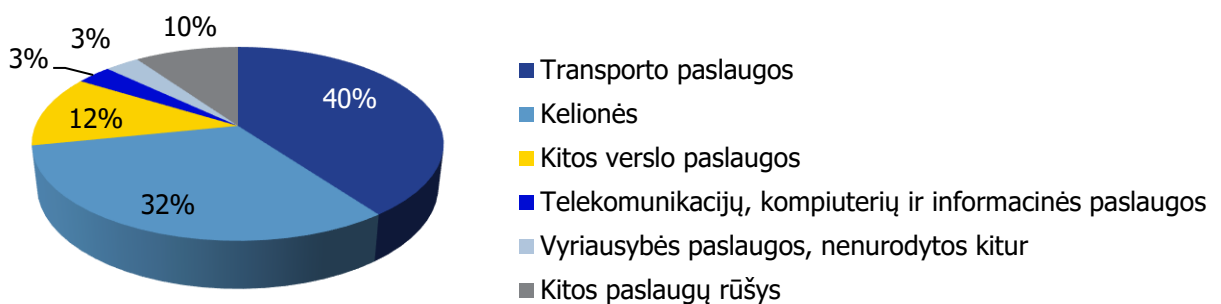 10%
3%
3%
40%
12%
32%
Transporto paslaugos
Kelionės
Kitos verslo paslaugos
Telekomunikacijų, kompiuterių ir informacinės paslaugos
Vyriausybės paslaugos, nenurodytos kitur
Kitos paslaugų rūšys